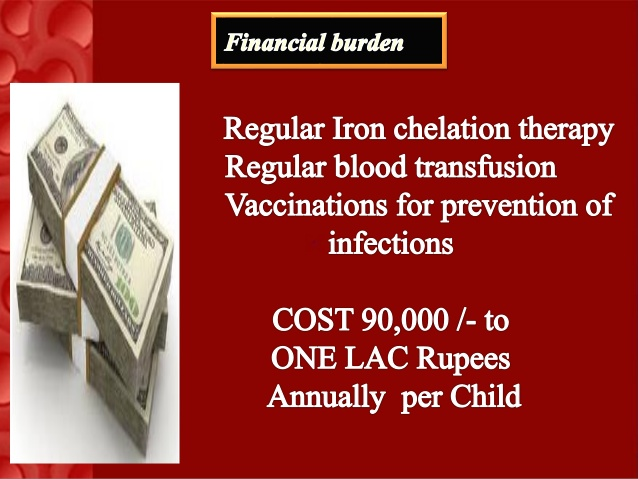 Financial burden
Regular Iron chelation therapy
Regular blood transfusion
Vaccinations for prevention of
infections
COST 90,000 /- to
ONE LAC Rupees
Annually per Child
100